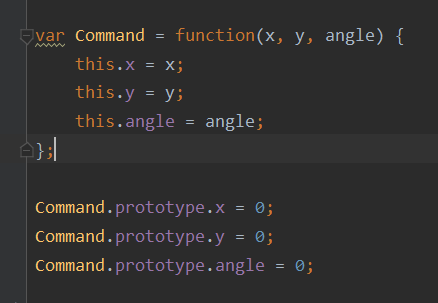 var Command = function(x, y, angle) {
    this.x = x;
    this.y = y;
    this.angle = angle;
};
Command.prototype.x = 0;
Command.prototype.y = 0;
Command.prototype.angle = 0;